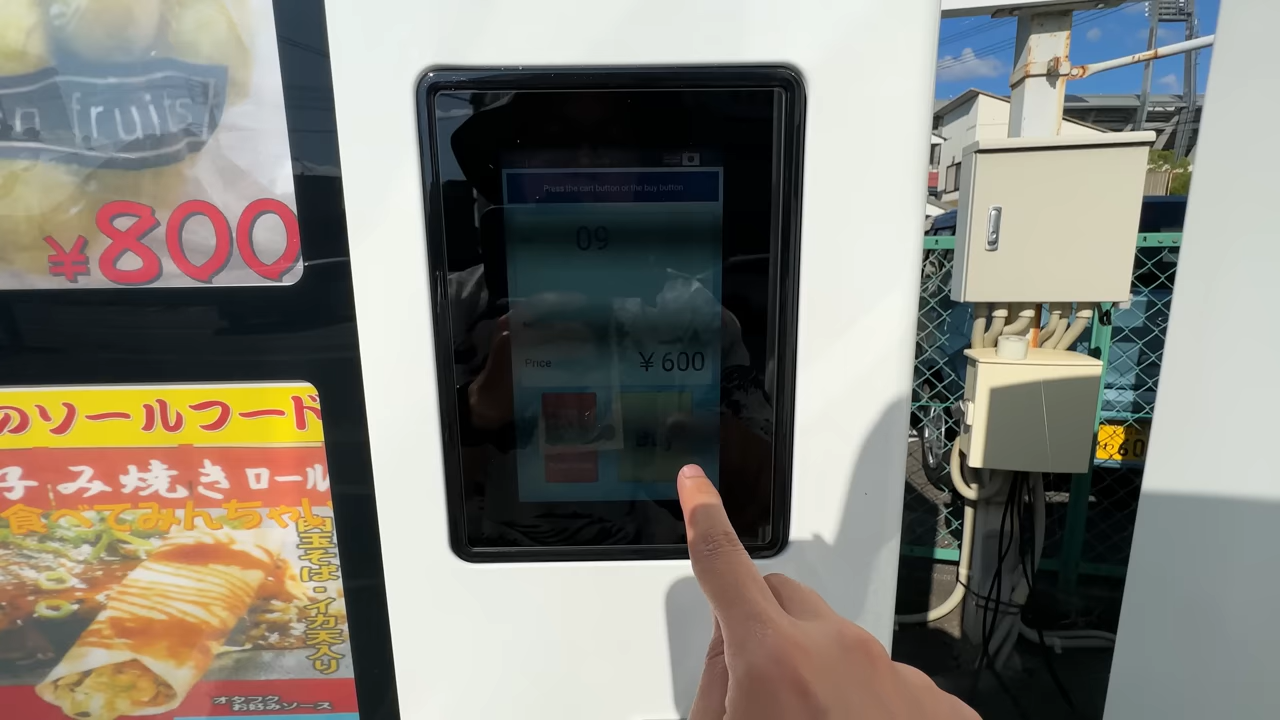 n fruits
¥800
のソールフード
子み焼きロール
食べてみんちゃい
肉玉そば・イカ天入り
オタフク
お好みソース
Press the cart button or the buy button
09
Price
¥600
60